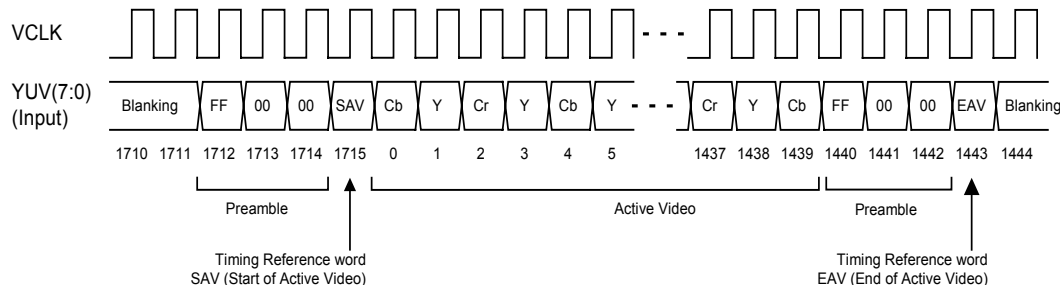 VCLK
YUV(7:0)
(Input)
Blanking FF 00 00 SAV Cb Y Cr Y Cb Y Cr Y Cb FF 00 00 EAV Blanking
1710 1711 1712 1713 1714 1715 0 1 2 3 4 5 1437 1438 1439 1440 1441 1442 1443 1444
Preamble Active Video Preamble
Timing Reference word
SAV (Start of Active Video)
Timing Reference word
EAV (End of Active Video)